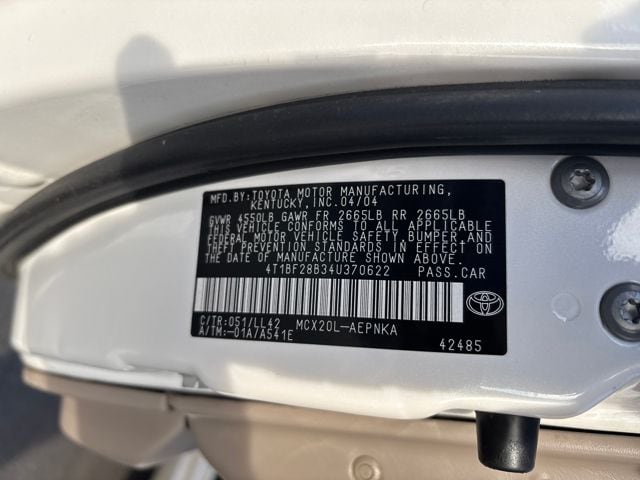 MFD.BY:TOYOTA MOTOR MANUFACTURING,
KENTUCKY,INC.04/04
GVWR 4550LB GAWR FR 2665LB RR 2665LB
THIS VEHICLE CONFORMS TO ALL APPLICABLE
FEDERAL MOTOR VEHICLE SAFETY,BUMPER,AND
THEFT PREVENTION STANDARDS IN EFFECT ON
THE DATE OF MANUFACTURE SHOWN ABOVE.
4T1BF28B34U370622 PASS.CAR
C/TR:051/LL42 MCX20L-AEPNKA
A/TM:-01A/A541E
42485